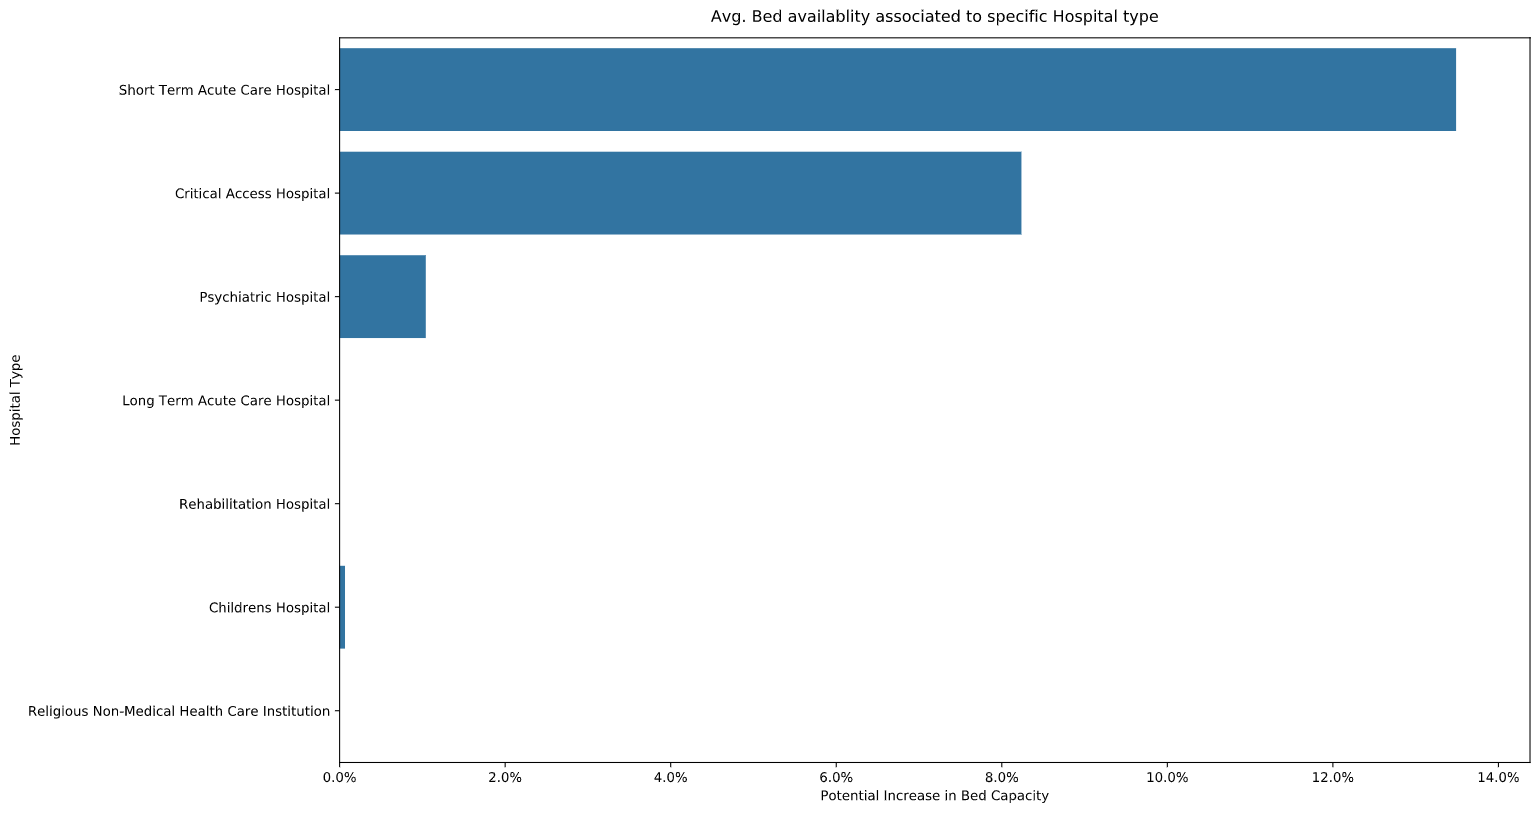 Avg. Bed availablity associated to specific Hospital type
Short Term Acute Care Hospital
Critical Access Hospital
Psychiatric Hospital
Long Term Acute Care Hospital
Rehabilitation Hospital
Childrens Hospital
Religious Non-Medical Health Care Institution
Hospital Type
0.0% 2.0% 4.0% 6.0% 8.0% 10.0% 12.0% 14.0%
Potential Increase in Bed Capacity